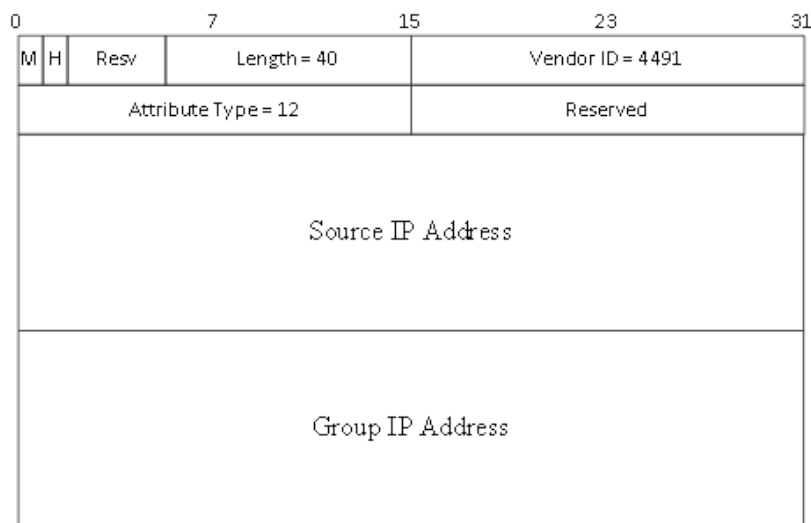 0 7 15 23 31
M H Resv Length = 40 Vendor ID = 4491
Attribute Type = 12 Reserved
Source IP Address
Group IP Address